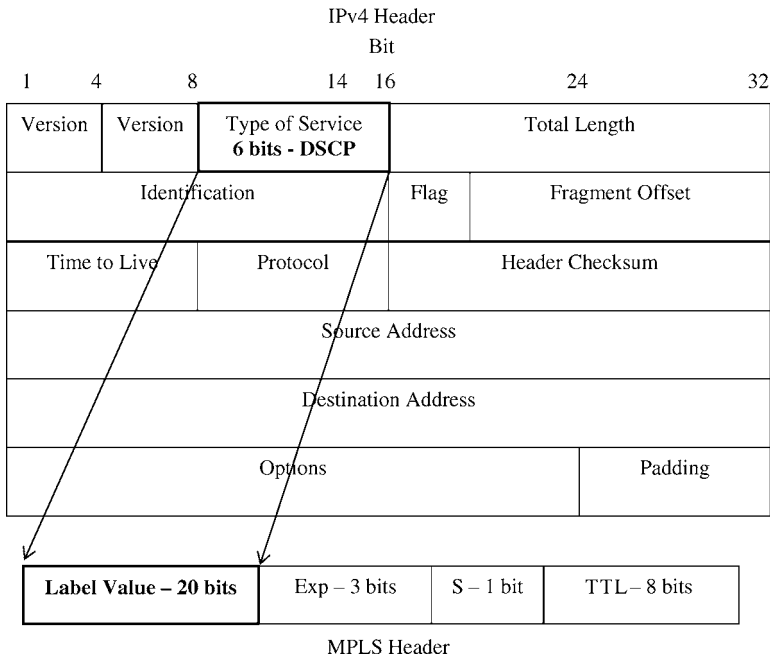 IPv4 Header
Bit
1 4 8 14 16 24 32
Version Version Type of Service Total Length
6 bits - DSCP
Identification Flag Fragment Offset
Time to Live Protocol Header Checksum
Source Address
Destination Address
Options Padding
Label Value – 20 bits Exp – 3 bits S – 1 bit TTL – 8 bits
MPLS Header